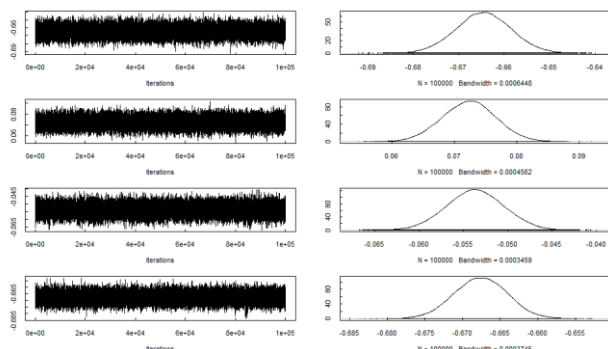 -0.66
-0.69
0e+00 2e+04 4e+04 6e+04 8e+04 1e+05
Iterations
0 20 50
-0.69 -0.68 -0.67 -0.66 -0.65 -0.64
N = 100000 Bandwidth = 0.0006448
0.08
0.06
0e+00 2e+04 4e+04 6e+04 8e+04 1e+05
Iterations
0 40 80
0.06 0.07 0.08 0.09
N = 100000 Bandwidth = 0.0004562
-0.045
-0.065
0e+00 2e+04 4e+04 6e+04 8e+04 1e+05
Iterations
0 40 80
-0.065 -0.060 -0.055 -0.050 -0.045 -0.040
N = 100000 Bandwidth = 0.0003459
-0.665
-0.685
0e+00 2e+04 4e+04 6e+04 8e+04 1e+05
Iterations
0 40 80
-0.685 -0.680 -0.675 -0.670 -0.665 -0.660 -0.655
N = 100000 Bandwidth = 0.0003745